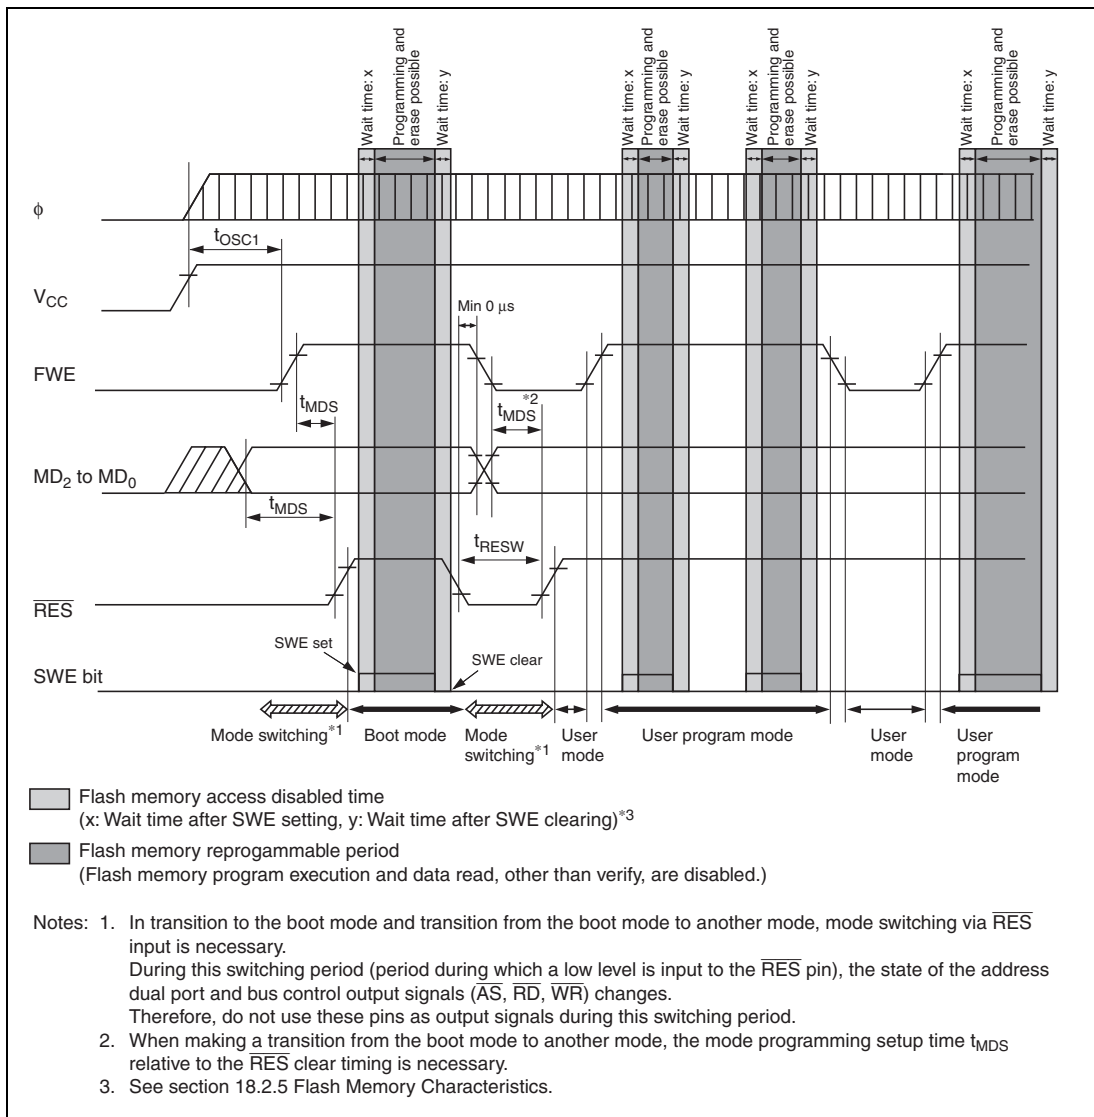 Wait time: x
Programming and
erase possible
Wait time: y
Wait time: x
Programming and
erase possible
Wait time: y
Wait time: x
Programming and
erase possible
Wait time: y
Wait time: x
Programming and
erase possible
Wait time: y
ϕ
tOSC1
VCC
Min 0 μs
FWE
tMDS
tMDS*2
MD2 to MD0
tMDS
tRESW
RES
SWE set
SWE clear
SWE bit
Mode switching*1
Boot mode
Mode
switching*1
User
mode
User program mode
User
mode
User
program
mode
Flash memory access disabled time
(x: Wait time after SWE setting, y: Wait time after SWE clearing)*3
Flash memory reprogammable period
(Flash memory program execution and data read, other than verify, are disabled.)
Notes: 1. In transition to the boot mode and transition from the boot mode to another mode, mode switching via RES
input is necessary.
During this switching period (period during which a low level is input to the RES pin), the state of the address
dual port and bus control output signals (AS, RD, WR) changes.
Therefore, do not use these pins as output signals during this switching period.
2. When making a transition from the boot mode to another mode, the mode programming setup time tMDS
relative to the RES clear timing is necessary.
3. See section 18.2.5 Flash Memory Characteristics.